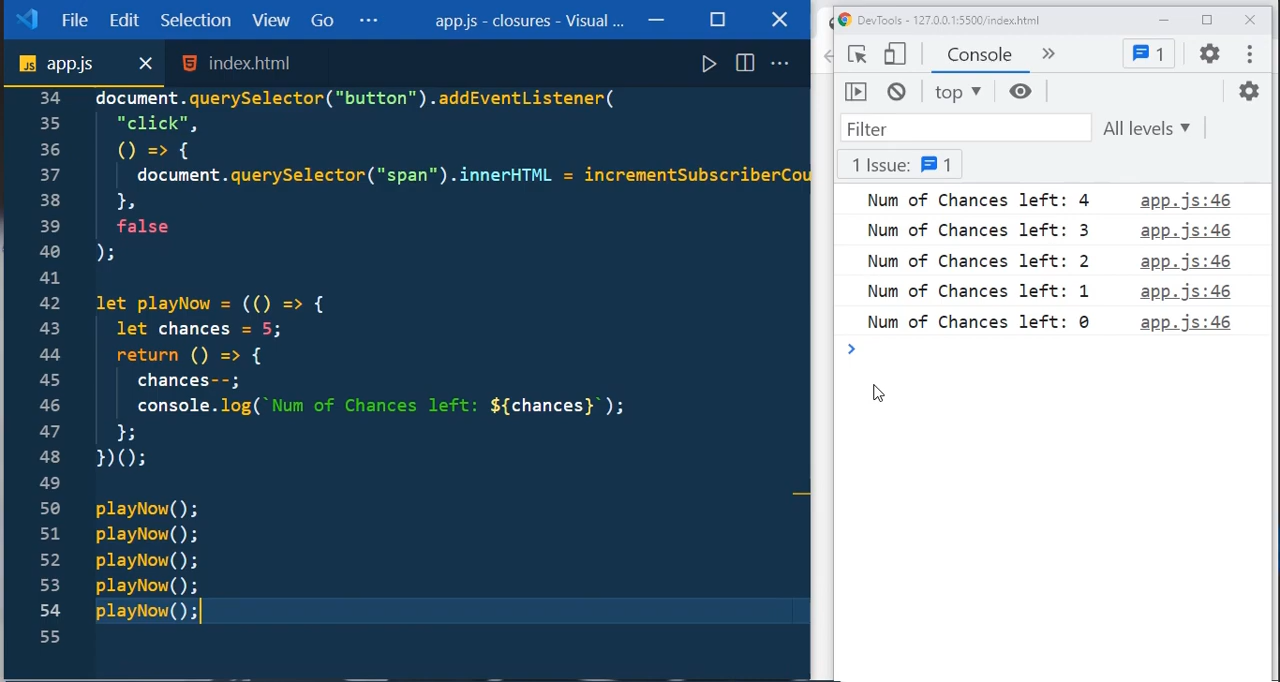 File Edit Selection View Go ··· app.js - closures - Visual ...
JS app.js index.html
34 document.querySelector("button").addEventListener(
35 "click",
36 () => {
37 document.querySelector("span").innerHTML = incrementSubscriberCou
38 },
39 false
40 );
41
42 let playNow = (() => {
43 let chances = 5;
44 return () => {
45 chances--;
46 console.log(`Num of Chances left: ${chances}`);
47 };
48 })();
49
50 playNow();
51 playNow();
52 playNow();
53 playNow();
54 playNow();
55
DevTools - 127.0.0.1:5500/index.html
Console » 1
top
Filter All levels
1 Issue: 1
Num of Chances left: 4 app.js:46
Num of Chances left: 3 app.js:46
Num of Chances left: 2 app.js:46
Num of Chances left: 1 app.js:46
Num of Chances left: 0 app.js:46